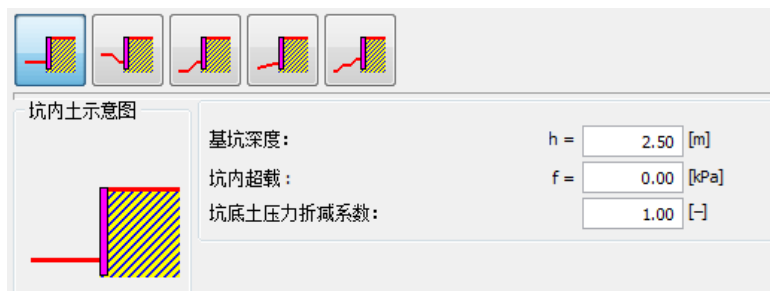 坑内土示意图
基坑深度: h = 2.50 [m]
坑内超载: f = 0.00 [kPa]
坑底土压力折减系数: 1.00 [-]